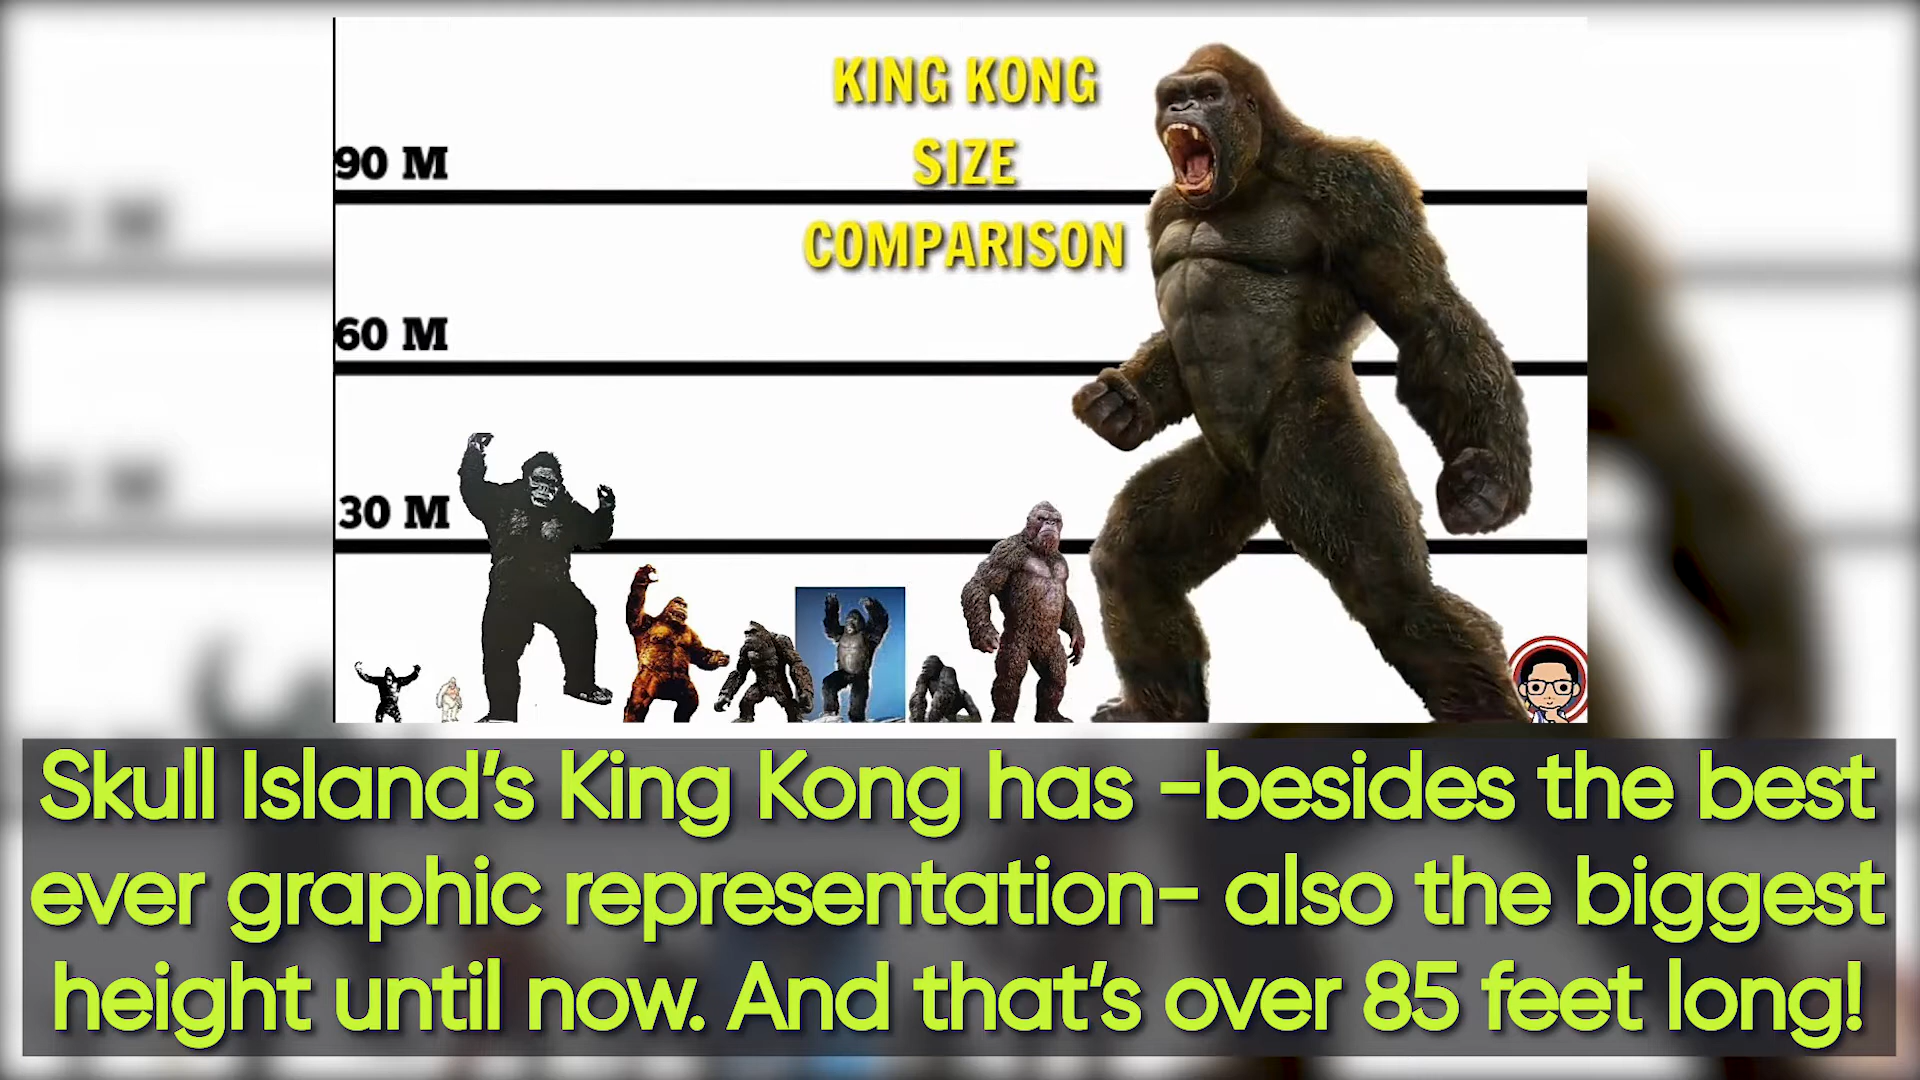 KING KONG
SIZE
COMPARISON
90 M
60 M
30 M
Skull Island's King Kong has -besides the best
ever graphic representation- also the biggest
height until now. And that's over 85 feet long!